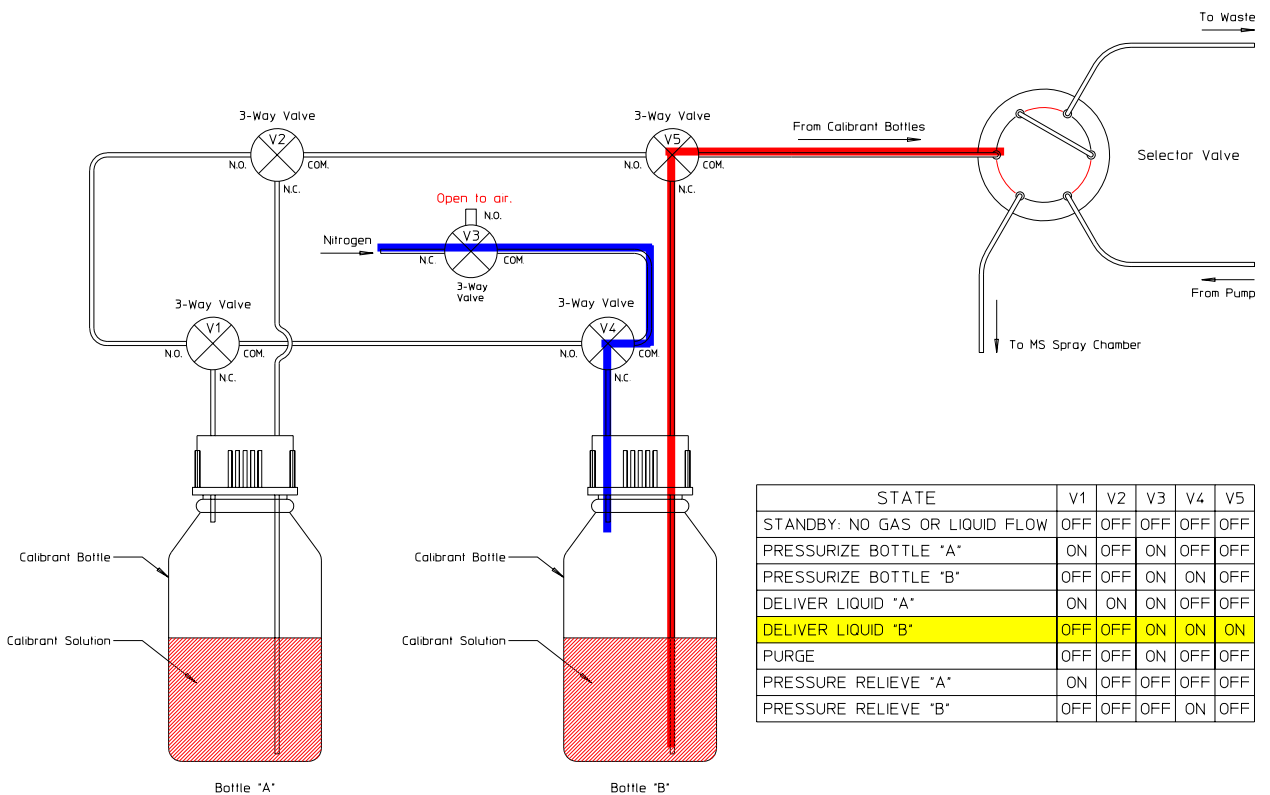 To Waste
3-Way Valve
V2
N.O.
COM.
N.C.
3-Way Valve
V5
N.O.
COM.
N.C.
From Calibrant Bottles
Selector Valve
Open to air.
N.O.
Nitrogen
V3
N.C.
COM.
3-Way
Valve
From Pump
3-Way Valve
V1
N.O.
COM.
N.C.
3-Way Valve
V4
N.O.
COM.
N.C.
To MS Spray Chamber
Calibrant Bottle
Calibrant Solution
Bottle "A"
Calibrant Bottle
Calibrant Solution
Bottle "B"
STATE V1 V2 V3 V4 V5
STANDBY: NO GAS OR LIQUID FLOW OFF OFF OFF OFF OFF
PRESSURIZE BOTTLE "A" ON OFF ON OFF OFF
PRESSURIZE BOTTLE "B" OFF OFF ON ON OFF
DELIVER LIQUID "A" ON ON ON OFF OFF
DELIVER LIQUID "B" OFF OFF ON ON ON
PURGE OFF OFF ON OFF OFF
PRESSURE RELIEVE "A" ON OFF OFF OFF OFF
PRESSURE RELIEVE "B" OFF OFF OFF ON OFF